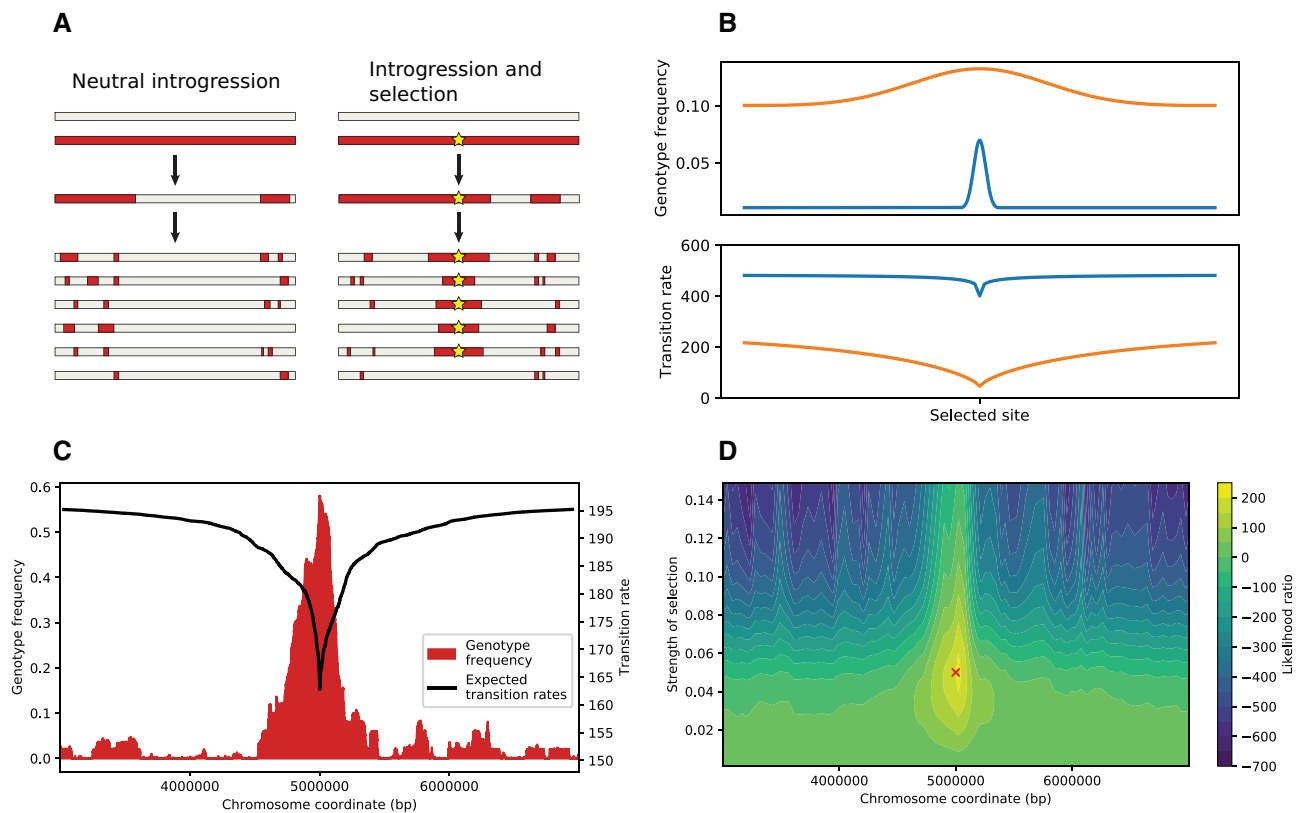 A
Neutral introgression
Introgression and
selection
B
Genotype frequency
0.10
0.05
Transition rate
600
400
200
0
Selected site
C
Genotype frequency
0.6
0.5
0.4
0.3
0.2
0.1
0.0
195
190
185
180
175
170
165
160
155
150
Transition rate
Genotype
frequency
Expected
transition rates
4000000
5000000
6000000
Chromosome coordinate (bp)
D
Strength of selection
0.14
0.12
0.10
0.08
0.06
0.04
0.02
4000000
5000000
6000000
Chromosome coordinate (bp)
200
100
0
−100
−200
−300
−400
−500
−600
−700
Likelihood ratio